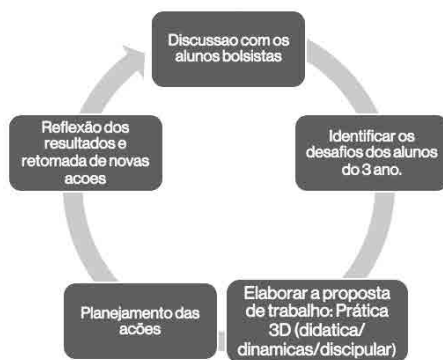 Discussao com os
alunos bolsistas
Identificar os
desafios dos alunos
do 3 ano.
Elaborar a proposta
de trabalho: Prática
3D (didatica/
dinamicas/discipular)
Planejamento das
ações
Reflexão dos
resultados e
retomada de novas
acoes